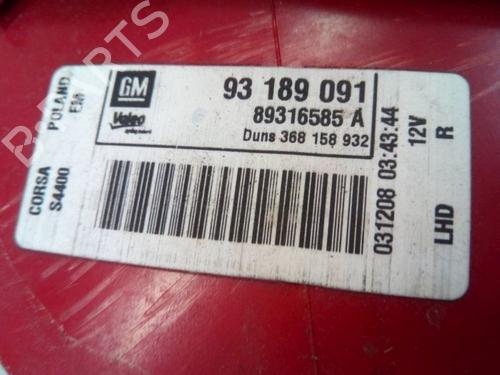 GM
93 189 091
Valeo
89316585 A
Duns 368 158 932
CORSA POLAND
S4400 EM
031208 03:43:44
12V
LHD R